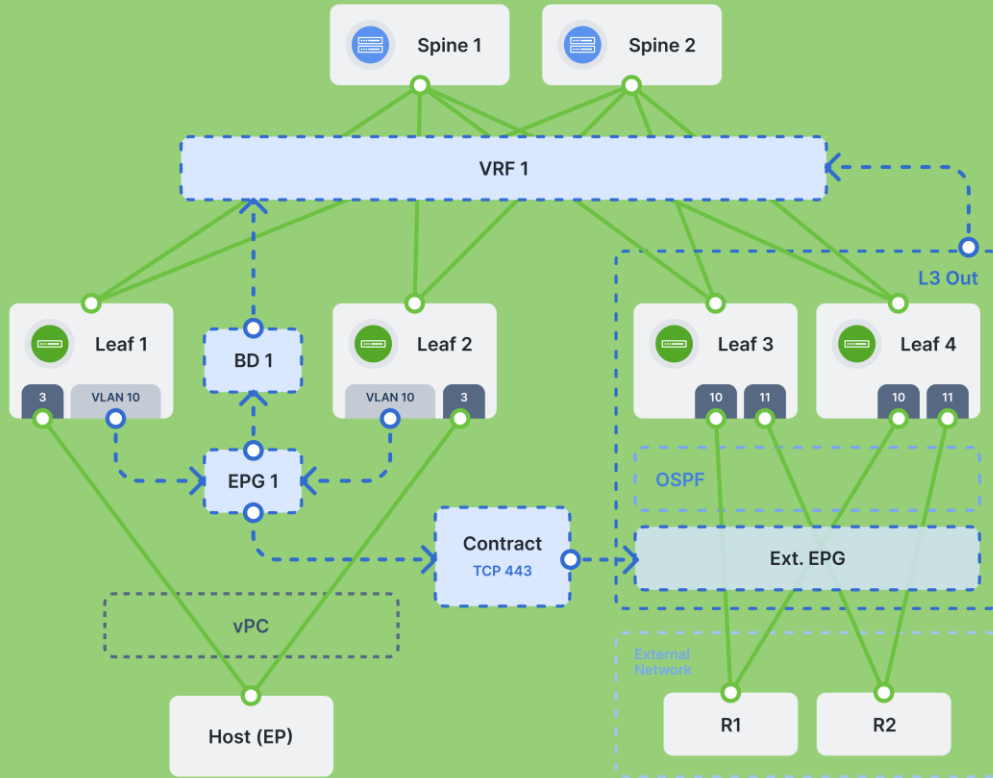 Spine 1
Spine 2
VRF 1
L3 Out
Leaf 1
3
VLAN 10
BD 1
Leaf 2
VLAN 10
3
Leaf 3
10
11
Leaf 4
10
11
EPG 1
OSPF
Contract
TCP 443
Ext. EPG
vPC
External
Network
Host (EP)
R1
R2